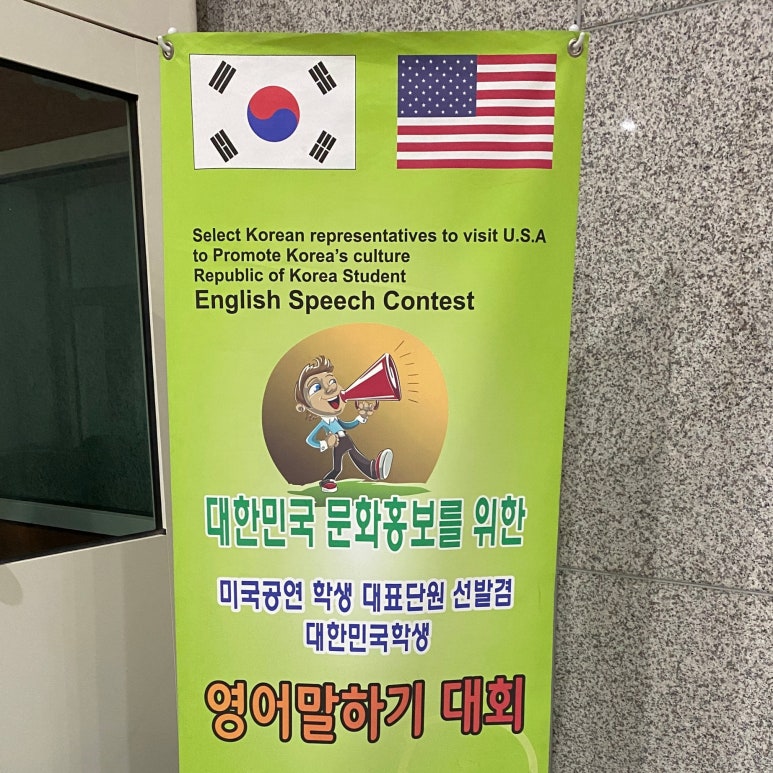 Select Korean representatives to visit U.S.A
to Promote Korea's culture
Republic of Korea Student
English Speech Contest
대한민국 문화홍보를 위한
미국공연 학생 대표단원 선발겸
대한민국학생
영어말하기 대회